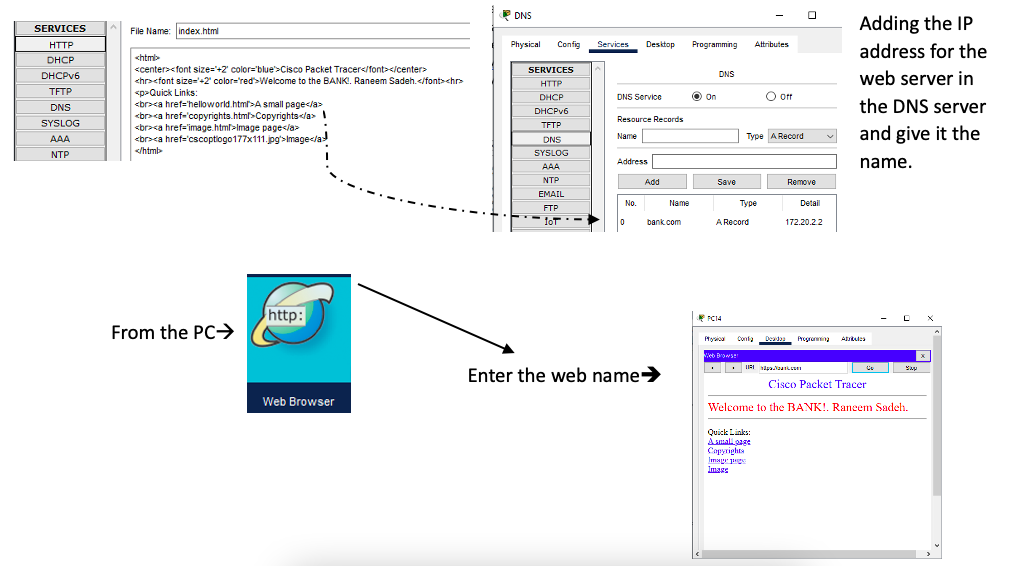 SERVICES
HTTP
DHCP
DHCPv6
TFTP
DNS
SYSLOG
AAA
NTP
File Name: index.html
<html>
<center><font size='+2' color='blue'>Cisco Packet Tracer</font></center>
<hr><font size='+2' color='red'>Welcome to the BANK!. Raneem Sadeh.</font><hr>
<p>Quick Links:
<br><a href='helloworld.html'>A small page</a>
<br><a href='copyrights.html'>Copyrights</a>
<br><a href='image.html'>Image page</a>
<br><a href='cscoptlogo177x111.jpg'>Image</a>
</html>
DNS
Physical Config Services Desktop Programming Attributes
SERVICES
HTTP
DHCP
DHCPv6
TFTP
DNS
SYSLOG
AAA
NTP
EMAIL
FTP
IoT
DNS
DNS Service On Off
Resource Records
Name Type A Record
Address
Add Save Remove
No. Name Type Detail
0 bank.com A Record 172.20.2.2
Adding the IP
address for the
web server in
the DNS server
and give it the
name.
From the PC→
http:
Web Browser
Enter the web name→
PC14
Physical Config Desktop Programming Attributes
Web Browser X
< > URL https://bank.com Go Stop
Cisco Packet Tracer
Welcome to the BANK!. Raneem Sadeh.
Quick Links:
A small page
Copyrights
Image page
Image